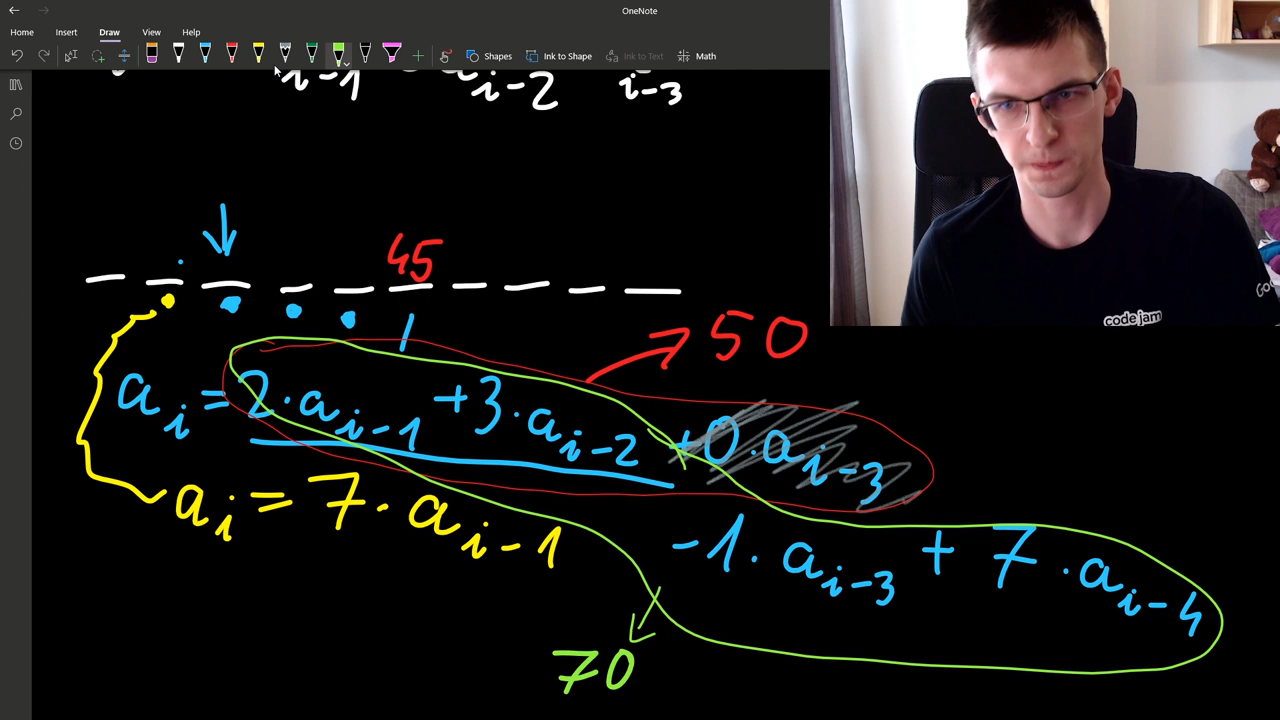 OneNote
Home Insert Draw View Help
Shapes Ink to Shape Ink to Text Math
i-1 i-2 i-3
45
50
a_i = 2·a_{i-1} + 3·a_{i-2} + 0·a_{i-3}
a_i = 7·a_{i-1}
-1·a_{i-3} + 7·a_{i-4}
70
code jam